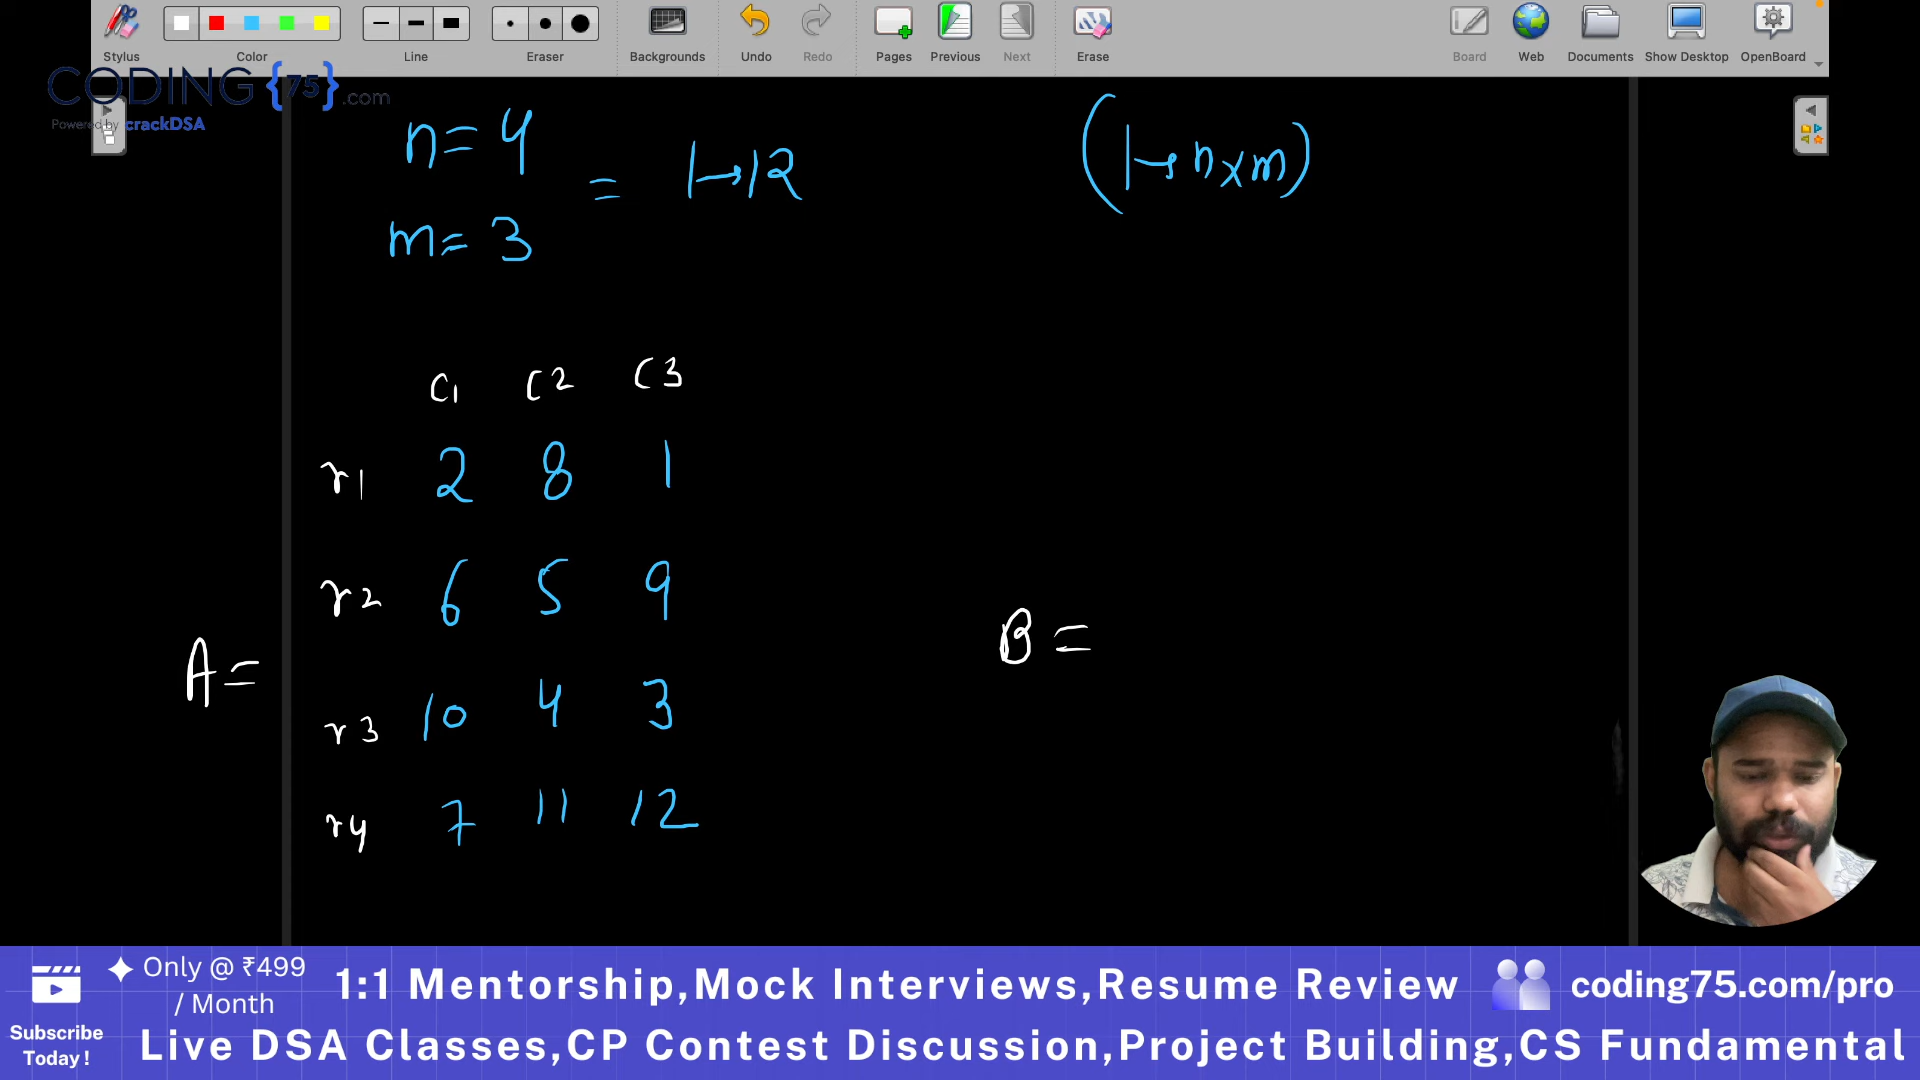 Stylus Color Line Eraser Backgrounds Undo Redo Pages Previous Next Erase Board Web Documents Show Desktop OpenBoard
CODING {75} .com
Powered by crackDSA
n= 4
= 1→12
(1→n×m)
m= 3
C1 C2 C3
r1 2 8 1
r2 6 5 9
A=
B=
r3 10 4 3
r4 7 11 12
Only @ ₹499
/ Month
1:1 Mentorship,Mock Interviews,Resume Review
coding75.com/pro
Subscribe
Today !
Live DSA Classes,CP Contest Discussion,Project Building,CS Fundamental